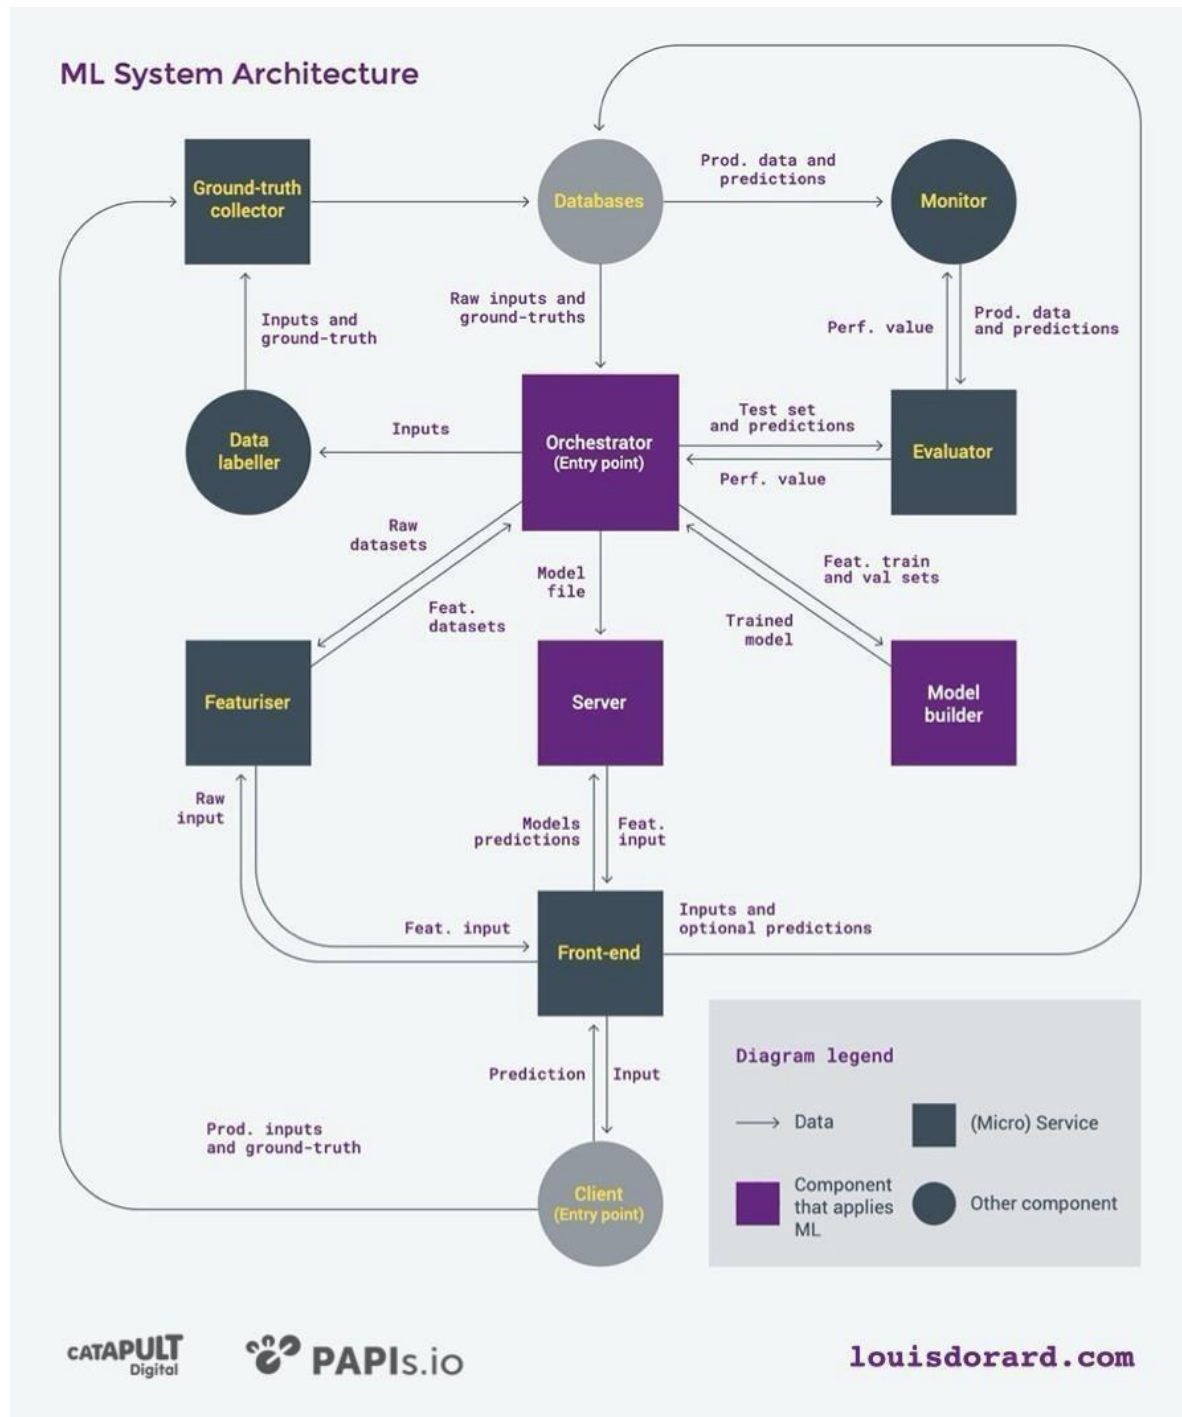 ML System Architecture
Ground-truth
collector
Databases
Prod. data and
predictions
Monitor
Inputs and
ground-truth
Raw inputs and
ground-truths
Perf. value
Prod. data
and predictions
Data
labeller
Inputs
Orchestrator
(Entry point)
Test set
and predictions
Perf. value
Evaluator
Raw
datasets
Feat.
datasets
Model
file
Feat. train
and val sets
Trained
model
Featuriser
Server
Model
builder
Raw
input
Models
predictions
Feat.
input
Feat. input
Front-end
Inputs and
optional predictions
Prediction
Input
Prod. inputs
and ground-truth
Client
(Entry point)
Diagram legend
Data
(Micro) Service
Component
that applies
ML
Other component
CATAPULT
Digital
PAPIs.io
louisdorard.com